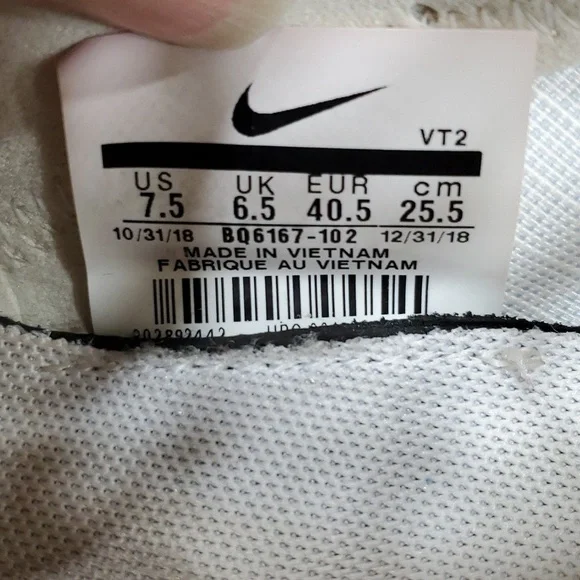 VT2
US UK EUR cm
7.5 6.5 40.5 25.5
10/31/18 BQ6167-102 12/31/18
MADE IN VIETNAM
FABRIQUE AU VIETNAM